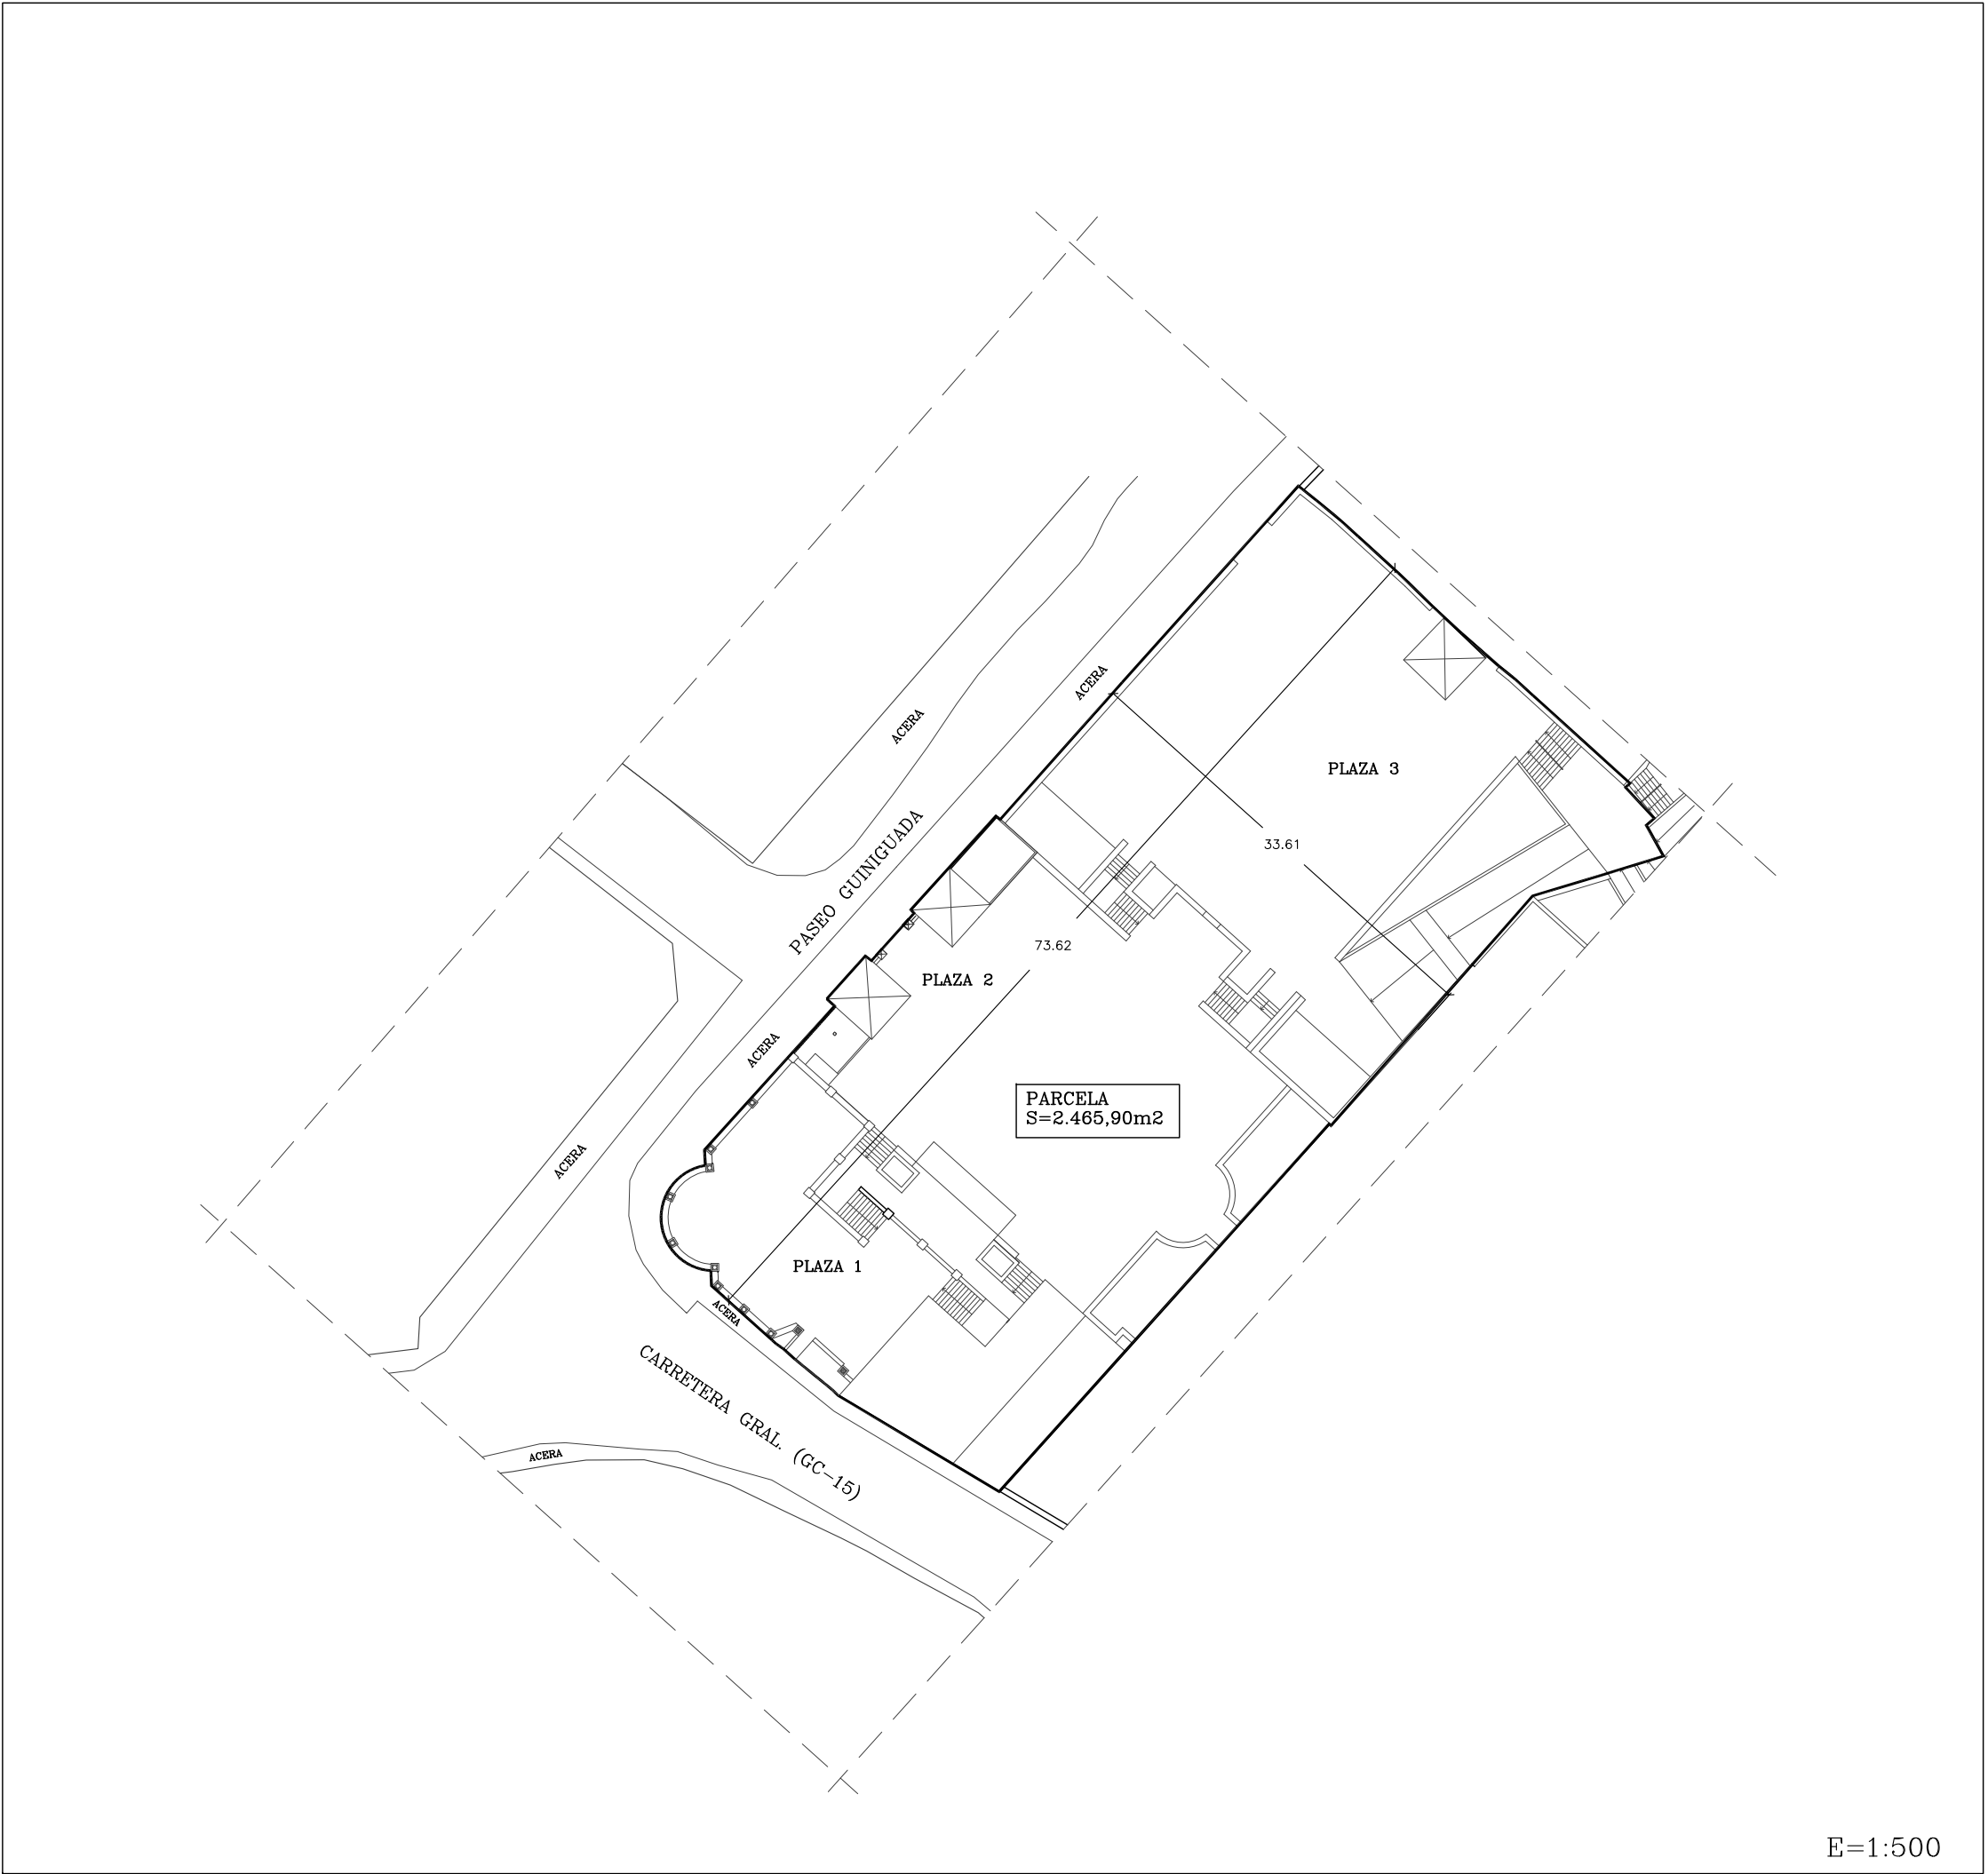 ACERA
ACERA
PLAZA 3
PASEO GUINIGUADA
33.61
73.62
PLAZA 2
ACERA
PARCELA
S=2.465,90m2
ACERA
PLAZA 1
ACERA
CARRETERA GRAL. (GC-15)
ACERA
E=1:500